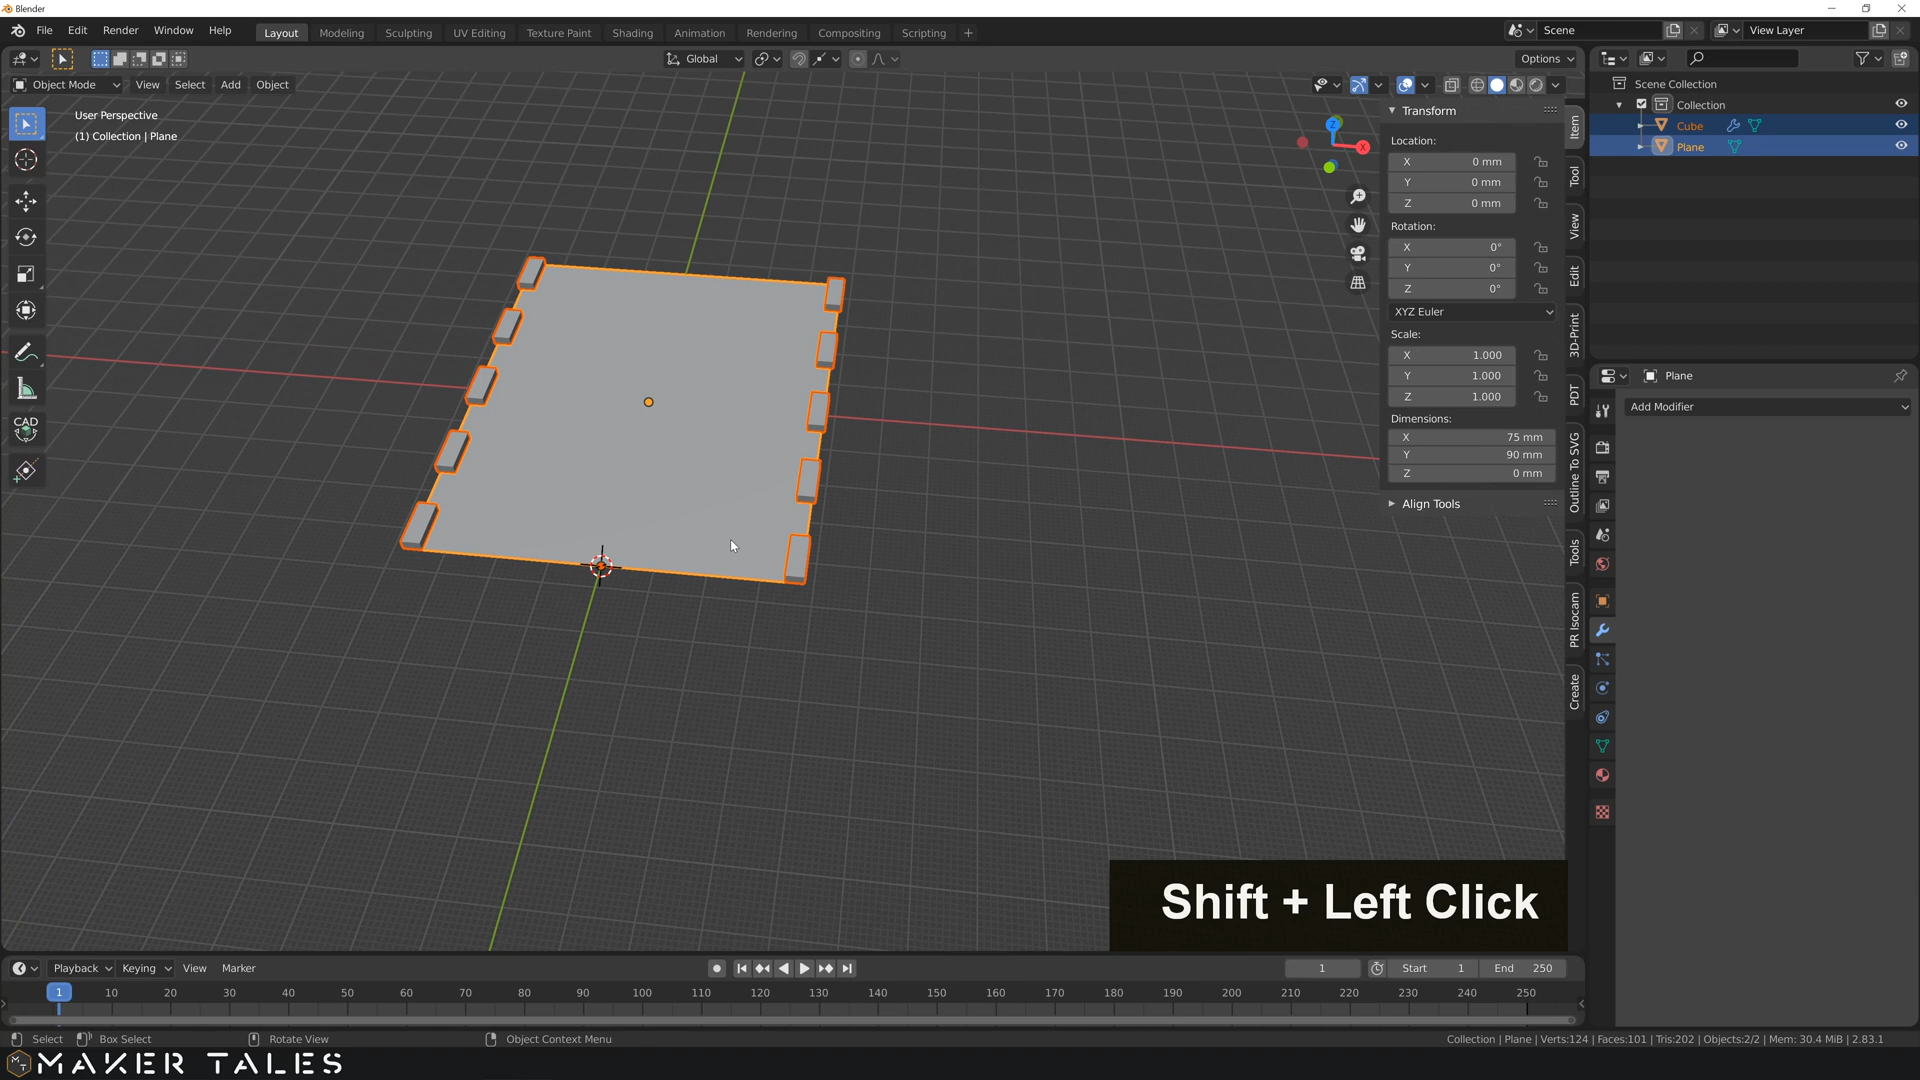 Blender
File Edit Render Window Help
Layout Modeling Sculpting UV Editing Texture Paint Shading Animation Rendering Compositing Scripting +
Scene
View Layer
Global
Options
Object Mode View Select Add Object
User Perspective
(1) Collection | Plane
CAD
Z
X
Transform
Location:
X 0 mm
Y 0 mm
Z 0 mm
Rotation:
X 0°
Y 0°
Z 0°
XYZ Euler
Scale:
X 1.000
Y 1.000
Z 1.000
Dimensions:
X 75 mm
Y 90 mm
Z 0 mm
Align Tools
Item
Tool
View
Edit
3D-Print
PDT
Outline To SVG
Tools
PR Isocam
Create
Scene Collection
Collection
Cube
Plane
Plane
Add Modifier
Shift + Left Click
Playback Keying View Marker
1 Start 1 End 250
1 10 20 30 40 50 60 70 80 90 100 110 120 130 140 150 160 170 180 190 200 210 220 230 240 250
Select Box Select Rotate View Object Context Menu
Collection | Plane | Verts:124 | Faces:101 | Tris:202 | Objects:2/2 | Mem: 30.4 MiB | 2.83.1
MAKER TALES